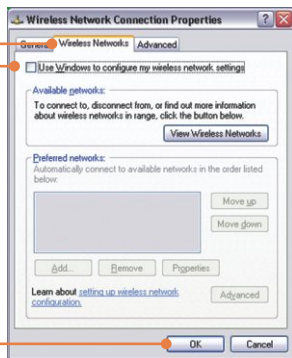 Wireless Network Connection Properties
General Wireless Networks Advanced
Use Windows to configure my wireless network settings
Available networks:
To connect to, disconnect from, or find out more information
about wireless networks in range, click the button below.
View Wireless Networks
Preferred networks:
Automatically connect to available networks in the order listed
below:
Move up
Move down
Add... Remove Properties
Learn about setting up wireless network
configuration.
Advanced
OK Cancel